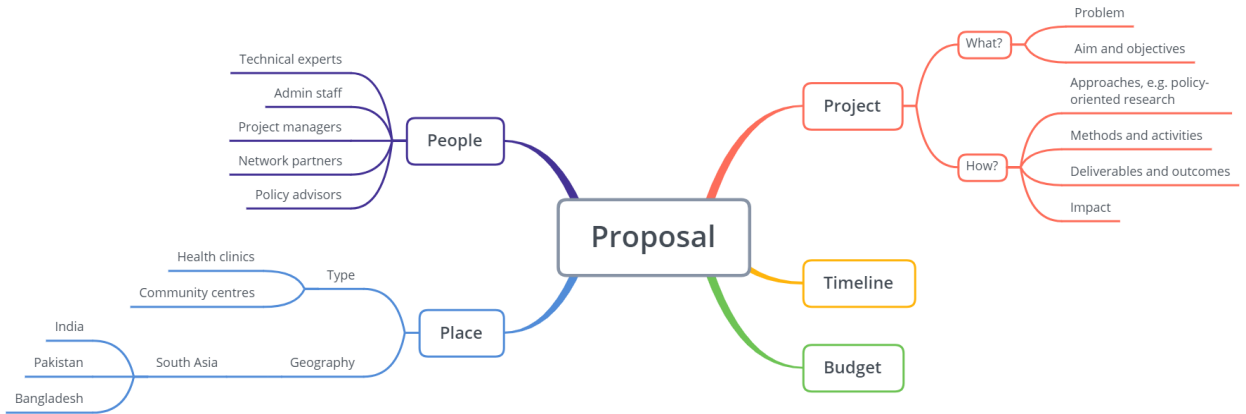 Proposal
People
Technical experts
Admin staff
Project managers
Network partners
Policy advisors
Place
Type
Health clinics
Community centres
Geography
South Asia
India
Pakistan
Bangladesh
Project
What?
Problem
Aim and objectives
How?
Approaches, e.g. policy-
oriented research
Methods and activities
Deliverables and outcomes
Impact
Timeline
Budget